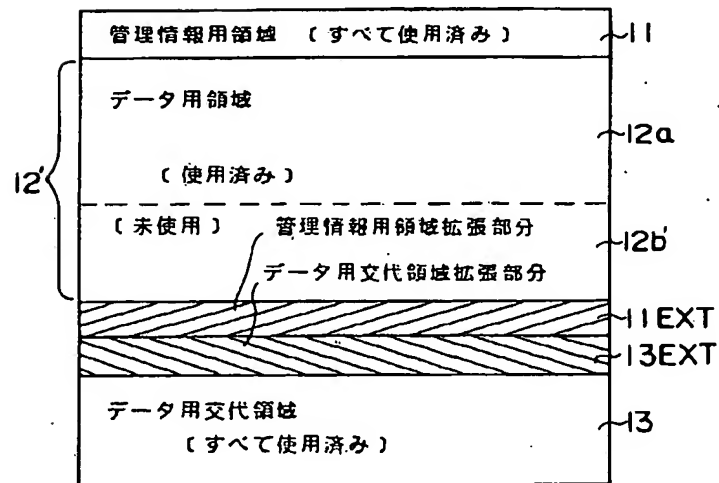 管理情報用領域 〔すべて使用済み〕 11
データ用領域
12a
12'
〔使用済み〕
〔未使用〕 管理情報用領域拡張部分
12b'
データ用交代領域拡張部分
11EXT
13EXT
データ用交代領域
13
〔すべて使用済み〕